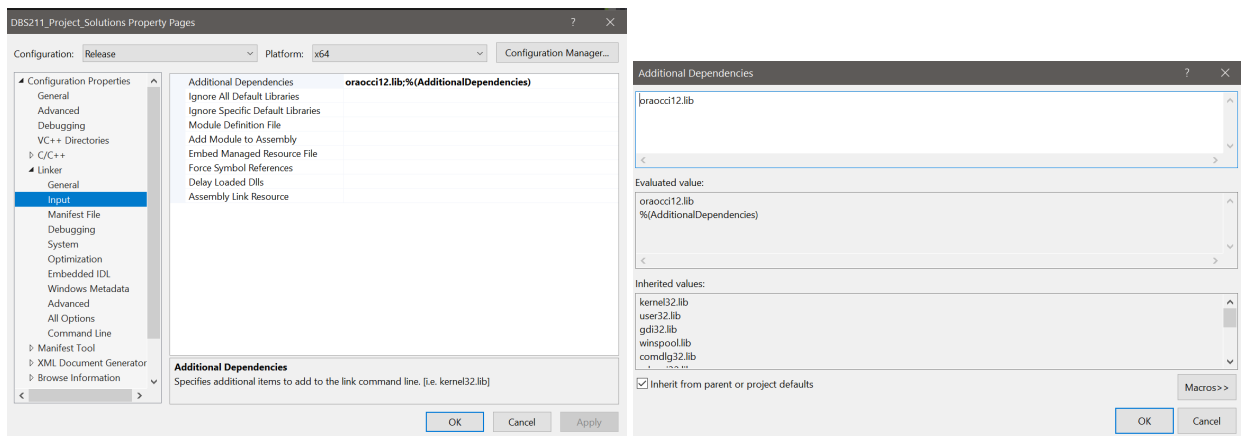 DBS211_Project_Solutions Property Pages
Configuration: Release Platform: x64 Configuration Manager...
Configuration Properties
General
Advanced
Debugging
VC++ Directories
C/C++
Linker
General
Input
Manifest File
Debugging
System
Optimization
Embedded IDL
Windows Metadata
Advanced
All Options
Command Line
Manifest Tool
XML Document Generator
Browse Information
Additional Dependencies oraocci12.lib;%(AdditionalDependencies)
Ignore All Default Libraries
Ignore Specific Default Libraries
Module Definition File
Add Module to Assembly
Embed Managed Resource File
Force Symbol References
Delay Loaded Dlls
Assembly Link Resource
Additional Dependencies
Specifies additional items to add to the link command line. [i.e. kernel32.lib]
OK Cancel Apply
Additional Dependencies
oraocci12.lib
Evaluated value:
oraocci12.lib
%(AdditionalDependencies)
Inherited values:
kernel32.lib
user32.lib
gdi32.lib
winspool.lib
comdlg32.lib
Inherit from parent or project defaults
Macros>>
OK Cancel